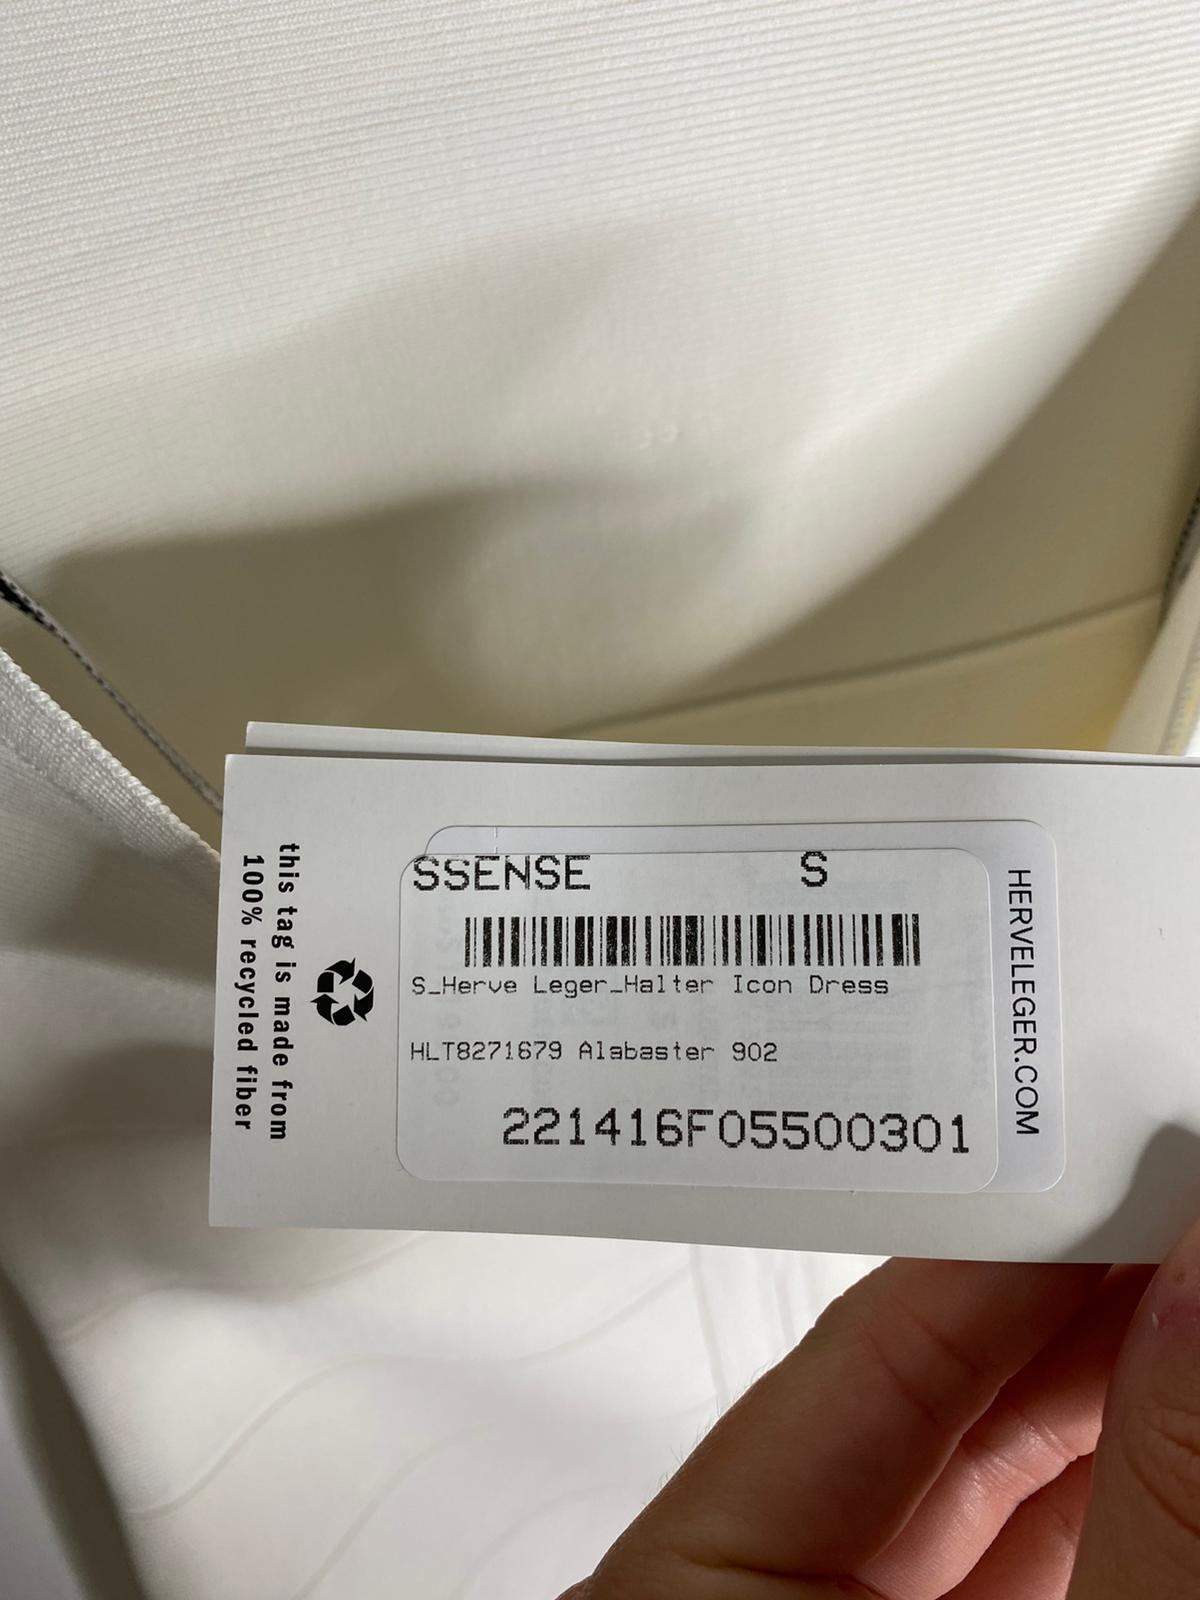 this tag is made from
100% recycled fiber
SSENSE S
S_Herve Leger_Halter Icon Dress
HLT8271679 Alabaster 902
221416F05500301
HERVELEGER.COM